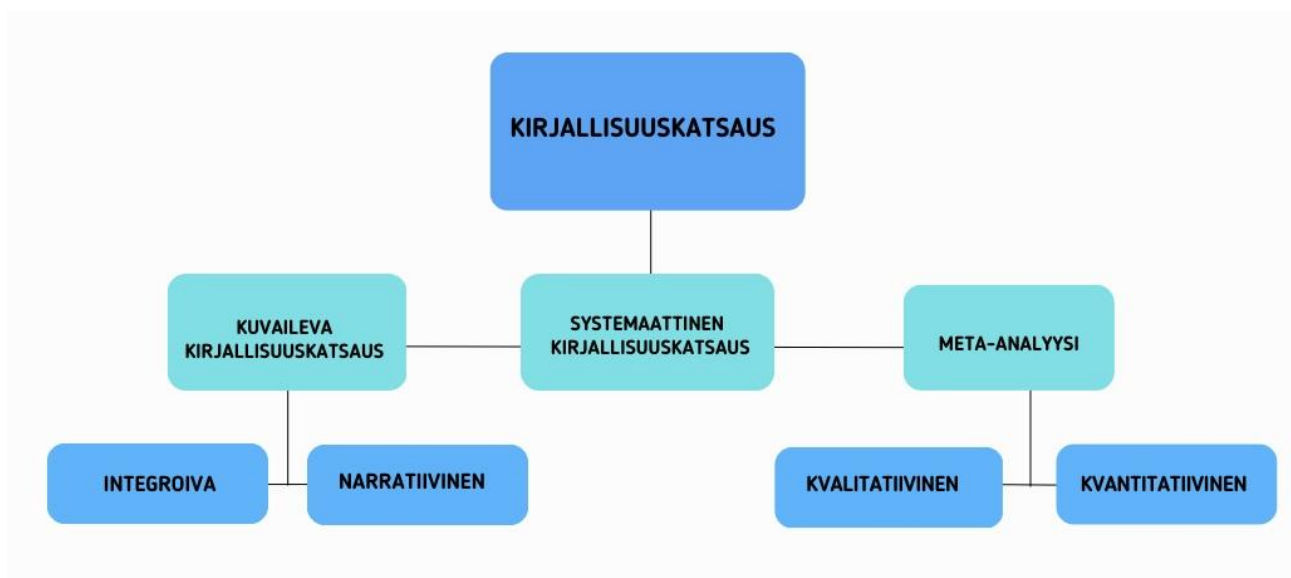 KIRJALLISUUSKATSAUS
KUVAILEVA
KIRJALLISUUSKATSAUS
SYSTEMAATTINEN
KIRJALLISUUSKATSAUS
META-ANALYYSI
INTEGROIVA
NARRATIIVINEN
KVALITATIIVINEN
KVANTITATIIVINEN